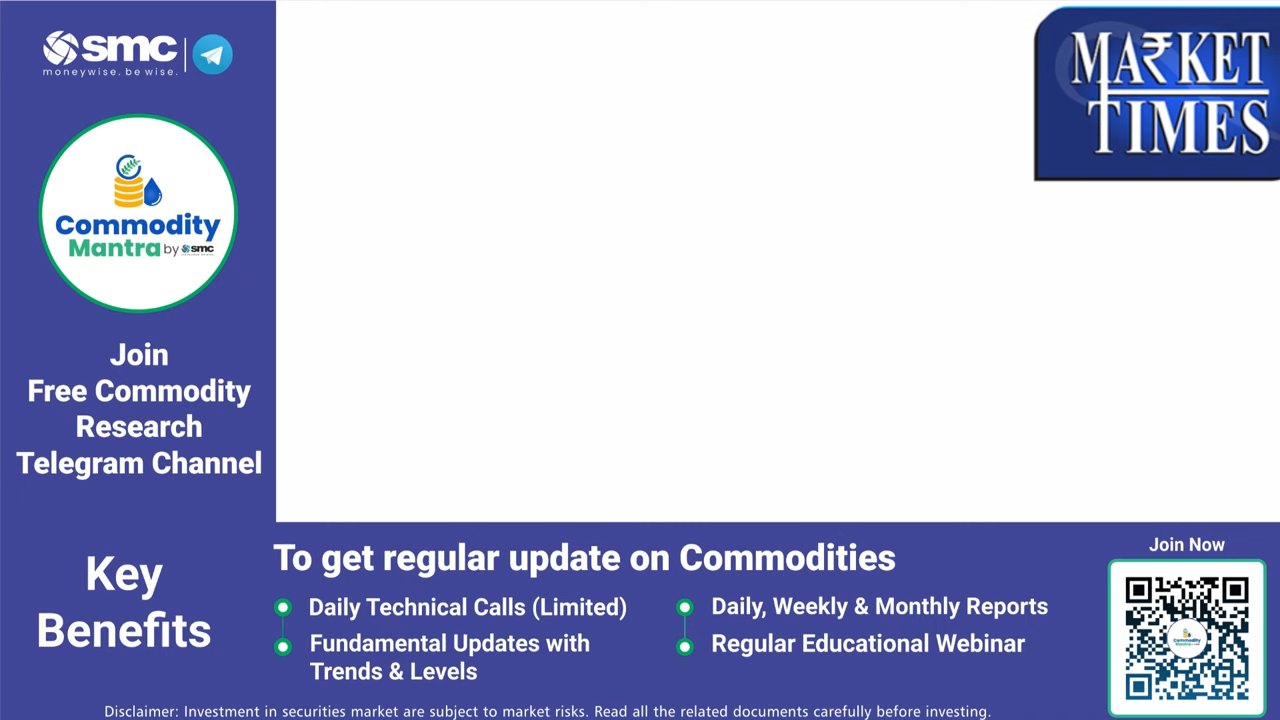 smc
moneywise. be wise.
MA₹KET
TIMES
Commodity
Mantra by smc
Join
Free Commodity
Research
Telegram Channel
Key
Benefits
To get regular update on Commodities
Daily Technical Calls (Limited)
Fundamental Updates with
Trends & Levels
Daily, Weekly & Monthly Reports
Regular Educational Webinar
Join Now
Commodity
Disclaimer: Investment in securities market are subject to market risks. Read all the related documents carefully before investing.